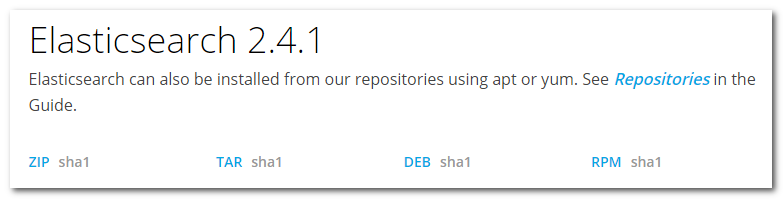 Elasticsearch 2.4.1
Elasticsearch can also be installed from our repositories using apt or yum. See Repositories in the
Guide.
ZIP sha1 TAR sha1 DEB sha1 RPM sha1